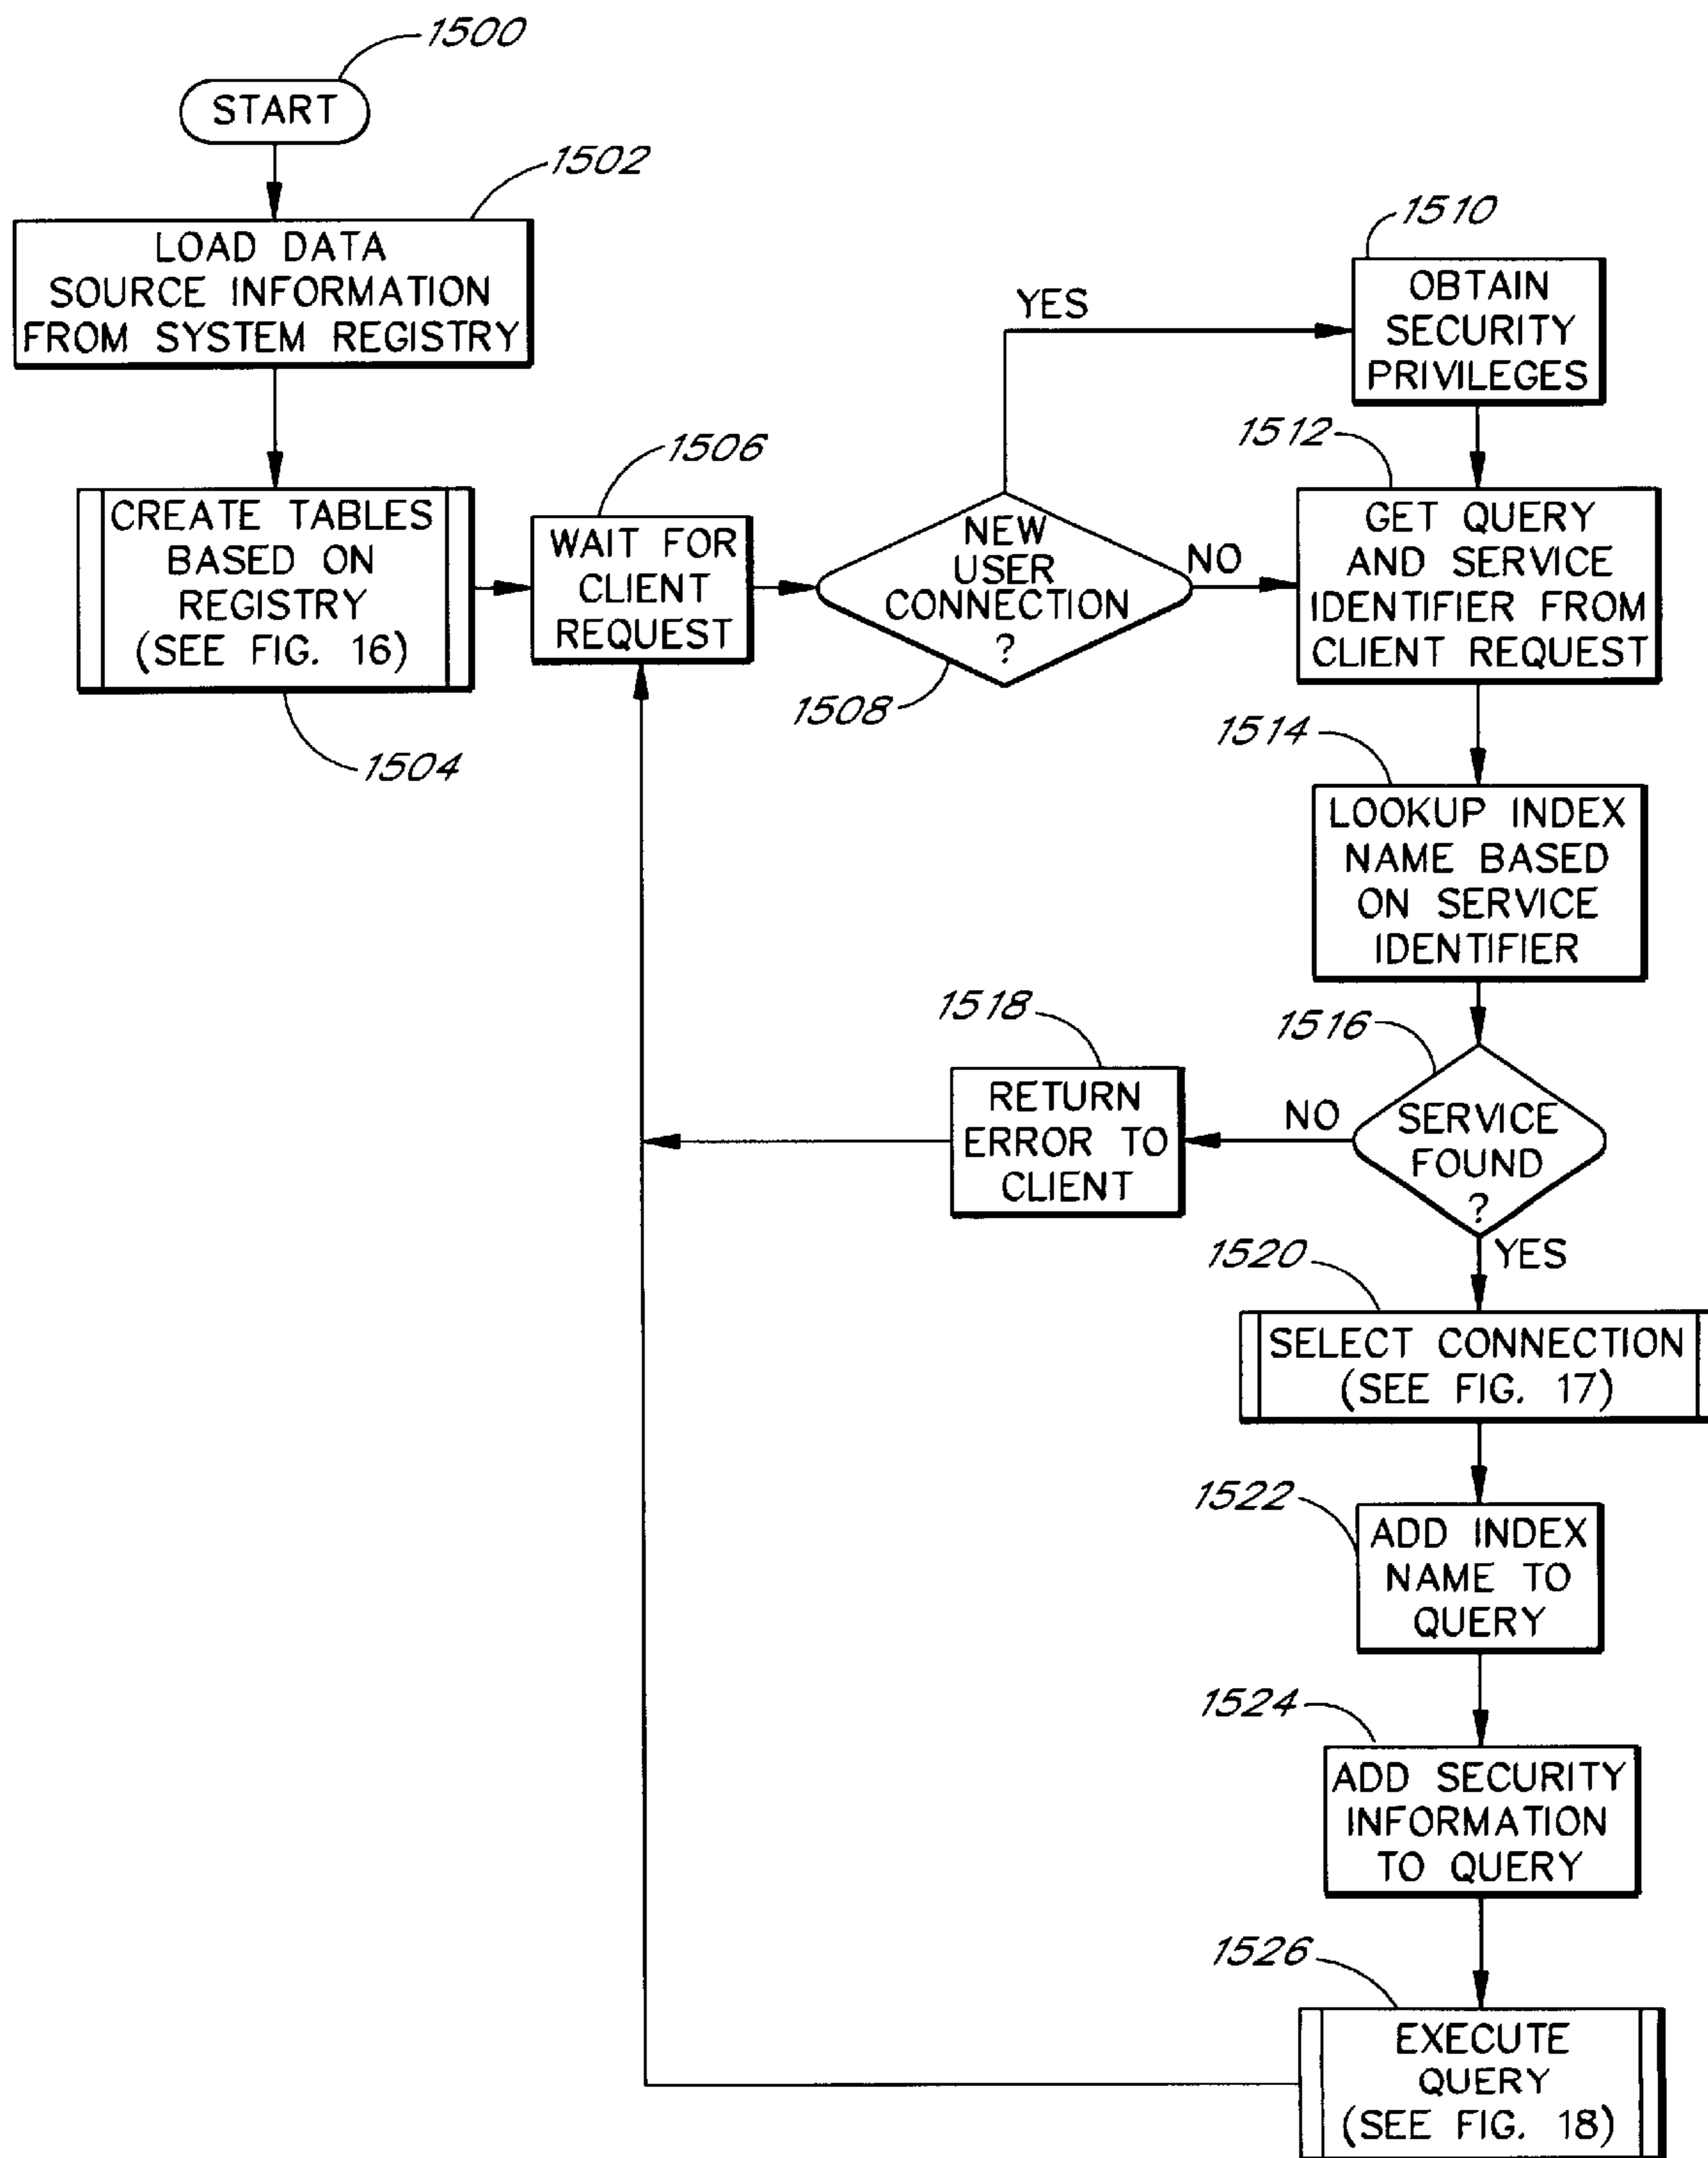 1500
START
1502
LOAD DATA
SOURCE INFORMATION
FROM SYSTEM REGISTRY
CREATE TABLES
BASED ON
REGISTRY
(SEE FIG. 16)
1504
1506
WAIT FOR
CLIENT
REQUEST
NEW
USER
CONNECTION
?
1508
YES
NO
1510
OBTAIN
SECURITY
PRIVILEGES
1512
GET QUERY
AND SERVICE
IDENTIFIER FROM
CLIENT REQUEST
1514
LOOKUP INDEX
NAME BASED
ON SERVICE
IDENTIFIER
1516
SERVICE
FOUND
?
NO
1518
RETURN
ERROR TO
CLIENT
YES
1520
SELECT CONNECTION
(SEE FIG. 17)
1522
ADD INDEX
NAME TO
QUERY
1524
ADD SECURITY
INFORMATION
TO QUERY
1526
EXECUTE
QUERY
(SEE FIG. 18)